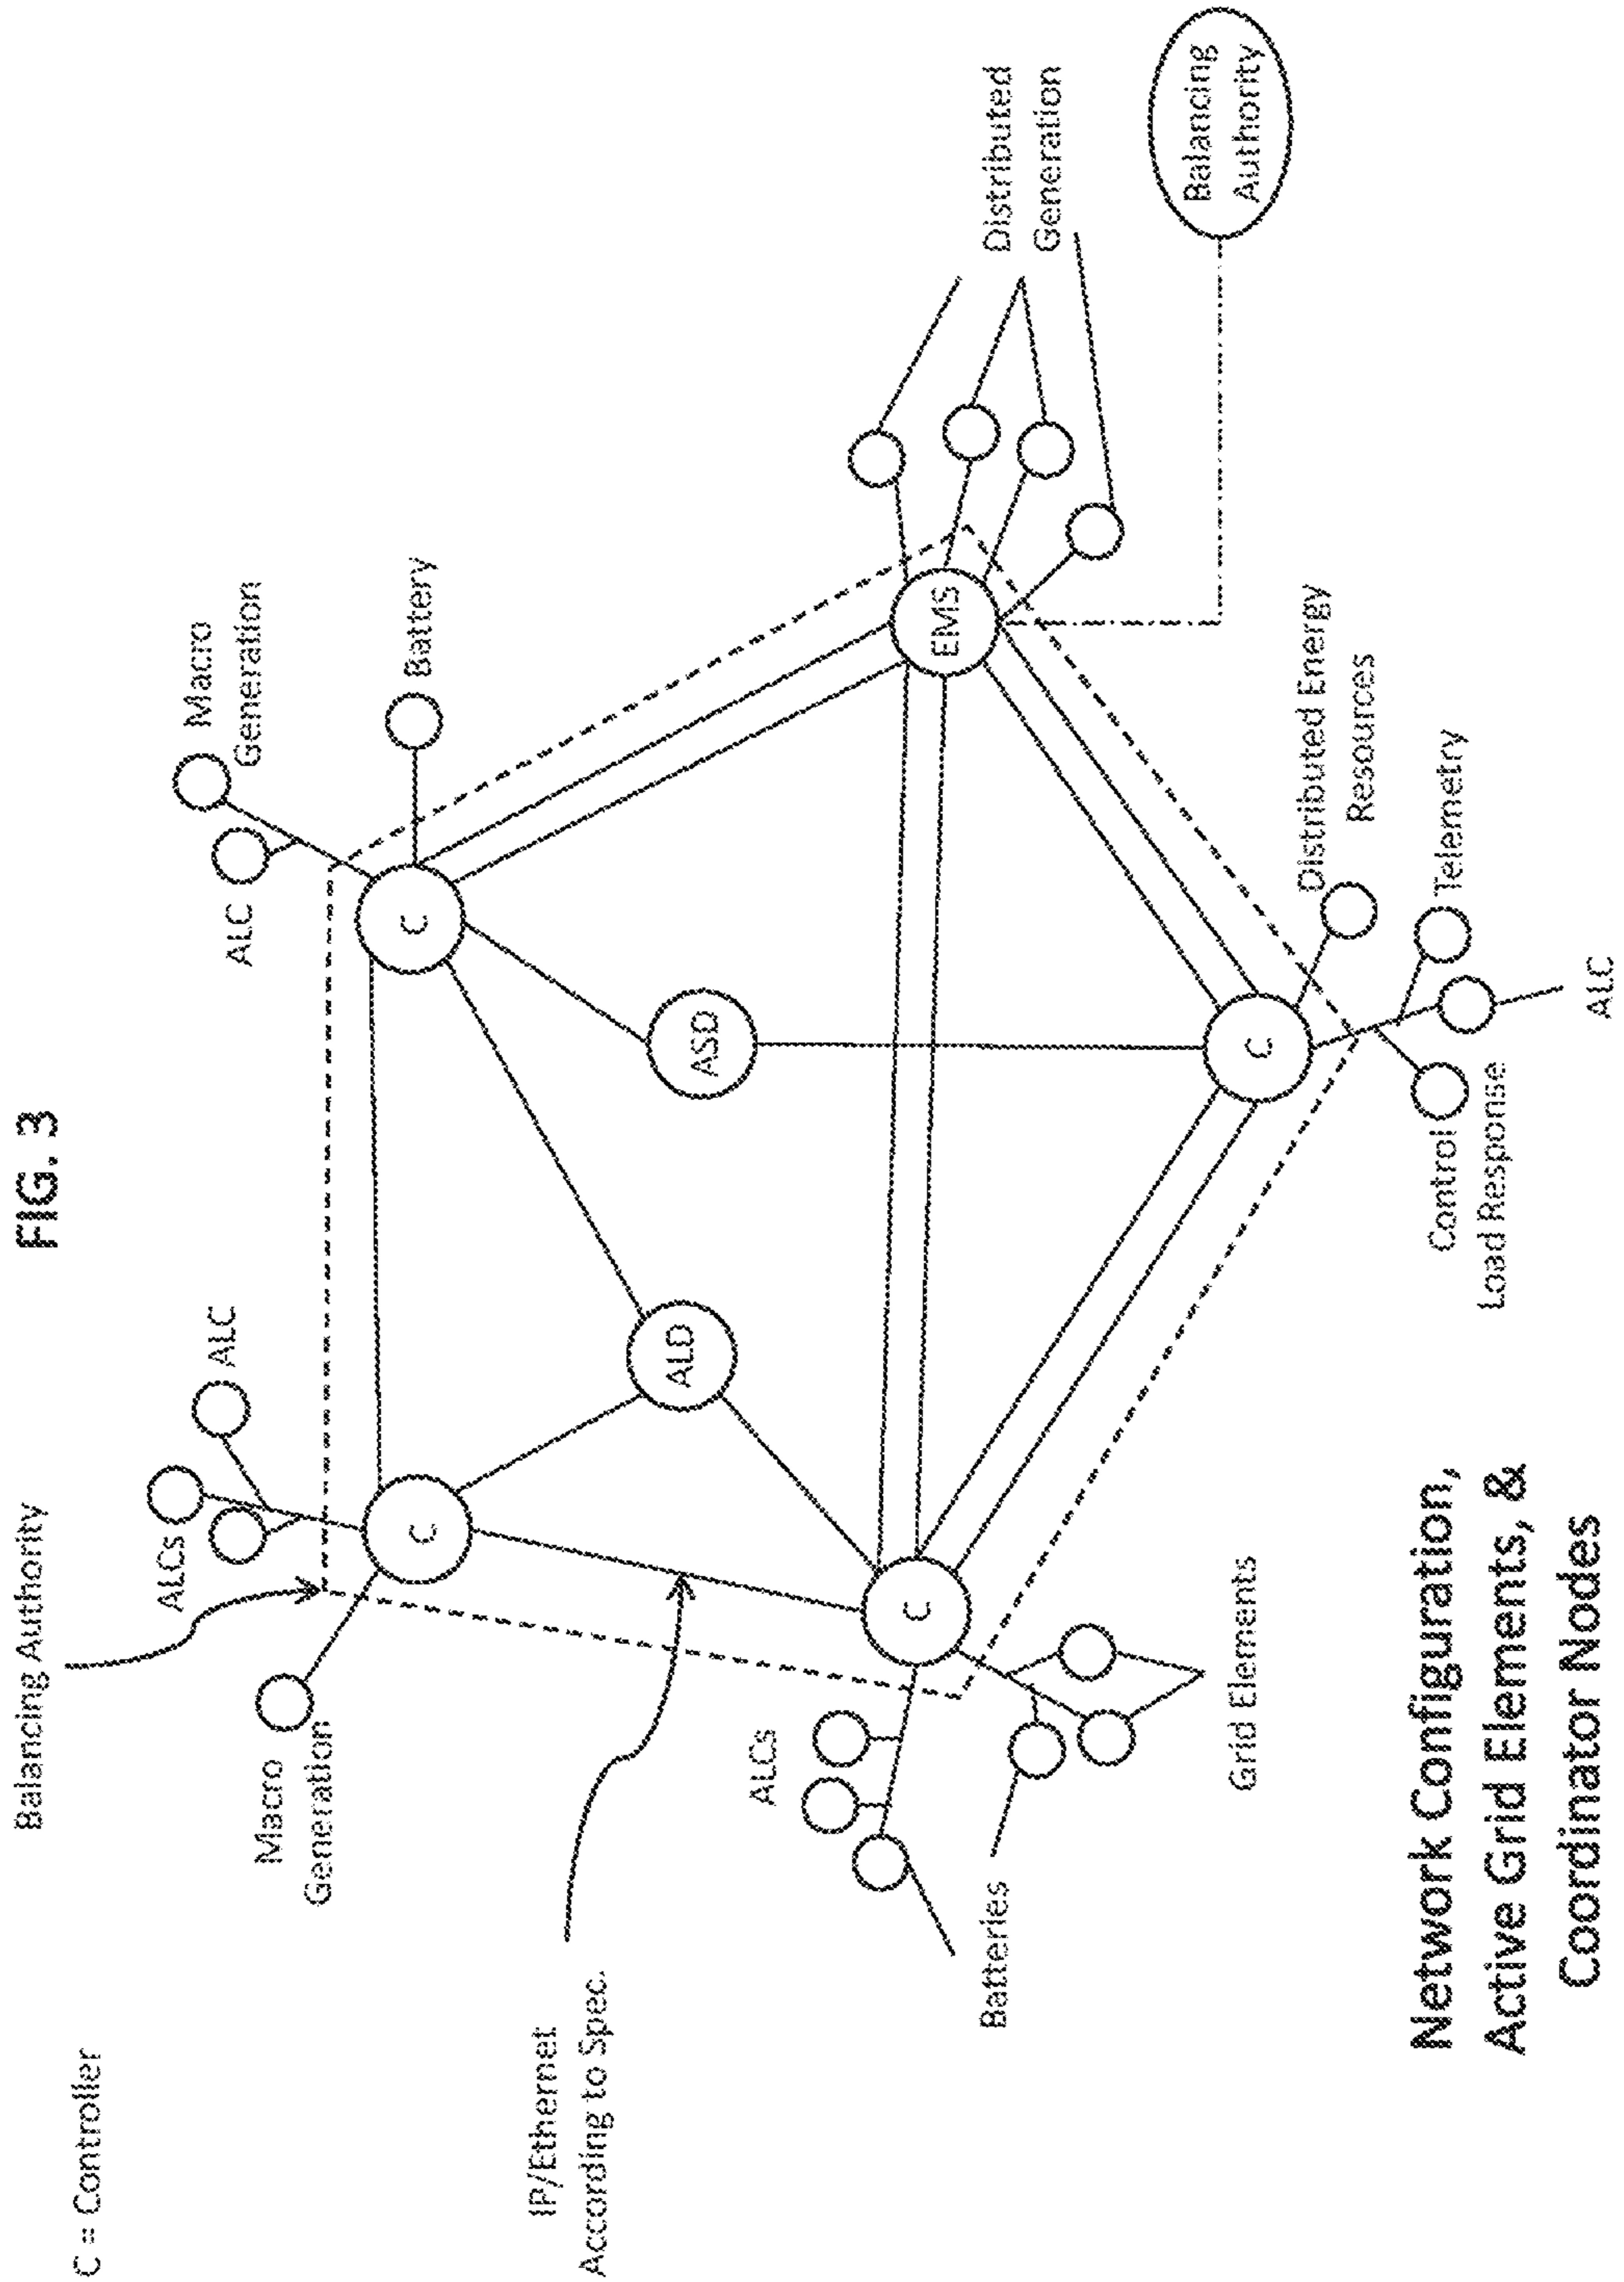 FIG. 3
C = Controller
Balancing Authority
IP/Ethernet
According to Spec.
Macro
Generation
ALCs
ALC
C
ALC
Macro
Generation
C
Battery
ALD
ASD
C
ALCs
Batteries
Grid Elements
EMS
Distributed
Generation
Balancing
Authority
C
Distributed Energy
Resources
Telemetry
ALC
Control
Load Response
Network Configuration,
Active Grid Elements, &
Coordinator Nodes